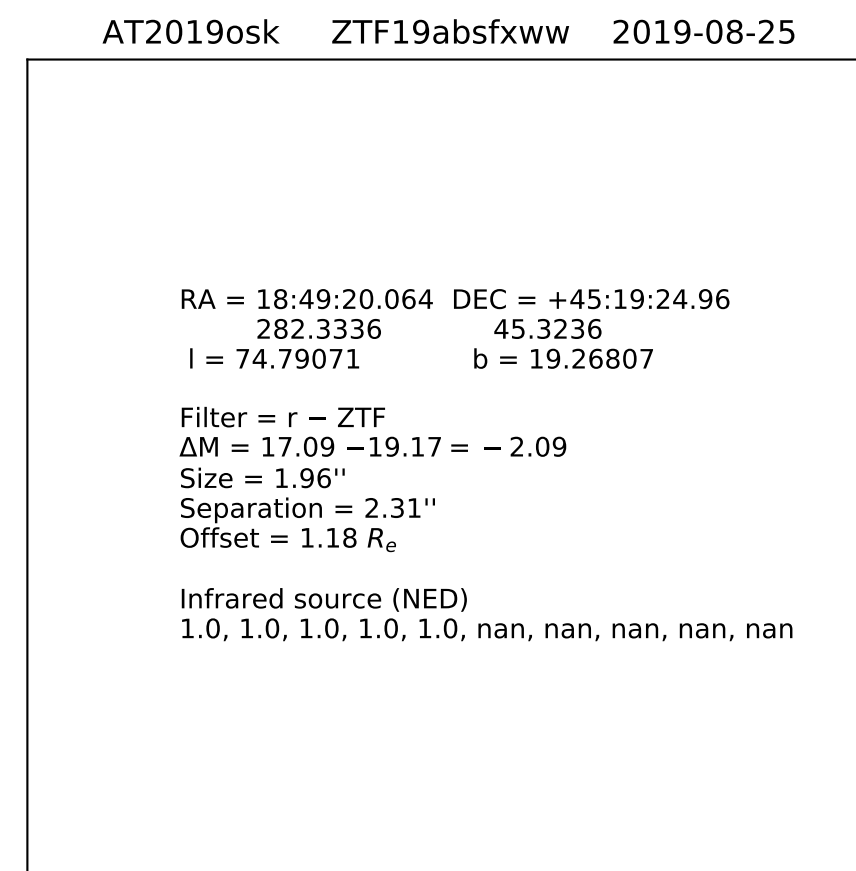 AT2019osk ZTF19absfxww 2019-08-25
RA = 18:49:20.064 DEC = +45:19:24.96
282.3336 45.3236
l = 74.79071 b = 19.26807
Filter = r − ZTF
ΔM = 17.09 −19.17 = − 2.09
Size = 1.96''
Separation = 2.31''
Offset = 1.18 Re
Infrared source (NED)
1.0, 1.0, 1.0, 1.0, 1.0, nan, nan, nan, nan, nan